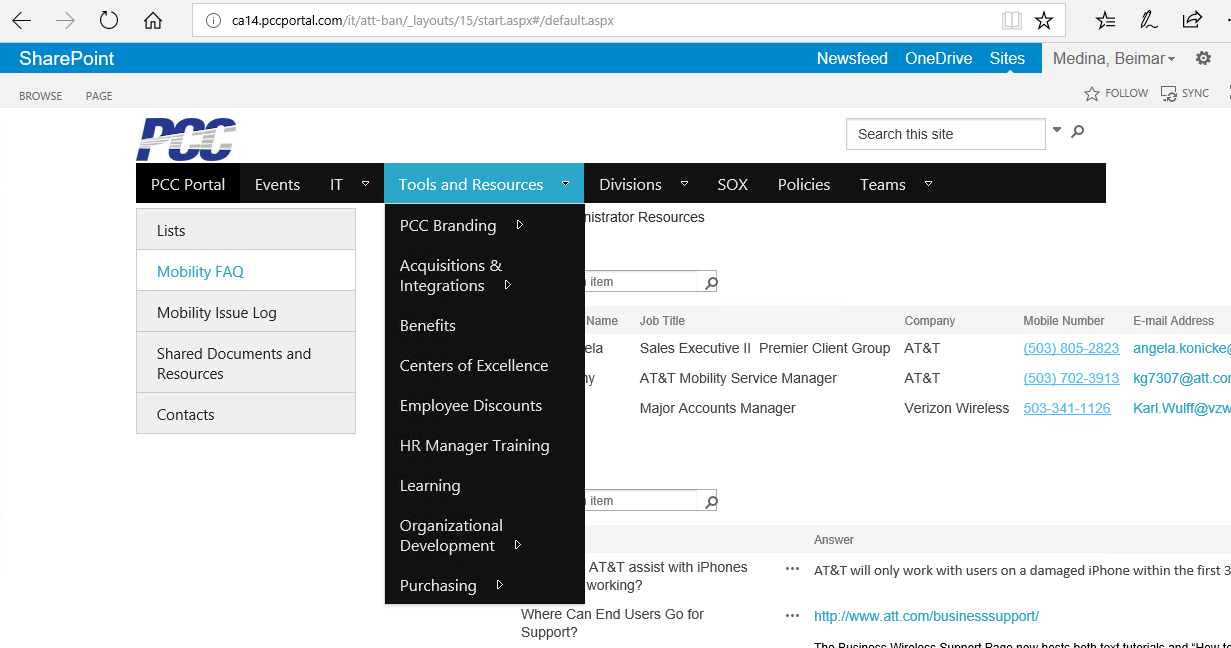 ca14.pccportal.com/it/att-ban/_layouts/15/start.aspx#/default.aspx
SharePoint
Newsfeed OneDrive Sites Medina, Beimar
BROWSE PAGE
FOLLOW SYNC
PCC
Search this site
PCC Portal Events IT Tools and Resources Divisions SOX Policies Teams
Lists
Mobility FAQ
Mobility Issue Log
Shared Documents and
Resources
Contacts
PCC Branding
Acquisitions &
Integrations
Benefits
Centers of Excellence
Employee Discounts
HR Manager Training
Learning
Organizational
Development
Purchasing
nistrator Resources
item
Name Job Title Company Mobile Number E-mail Address
ela Sales Executive II Premier Client Group AT&T (503) 805-2823 angela.konicke@
ny AT&T Mobility Service Manager AT&T (503) 702-3913 kg7307@att.co
Major Accounts Manager Verizon Wireless 503-341-1126 Karl.Wulff@vzw
item
Answer
AT&T assist with iPhones ··· AT&T will only work with users on a damaged iPhone within the first 3
working?
Where Can End Users Go for ··· http://www.att.com/businesssupport/
Support?
The Business Wireless Support Page now hosts both text tutorials and "How to